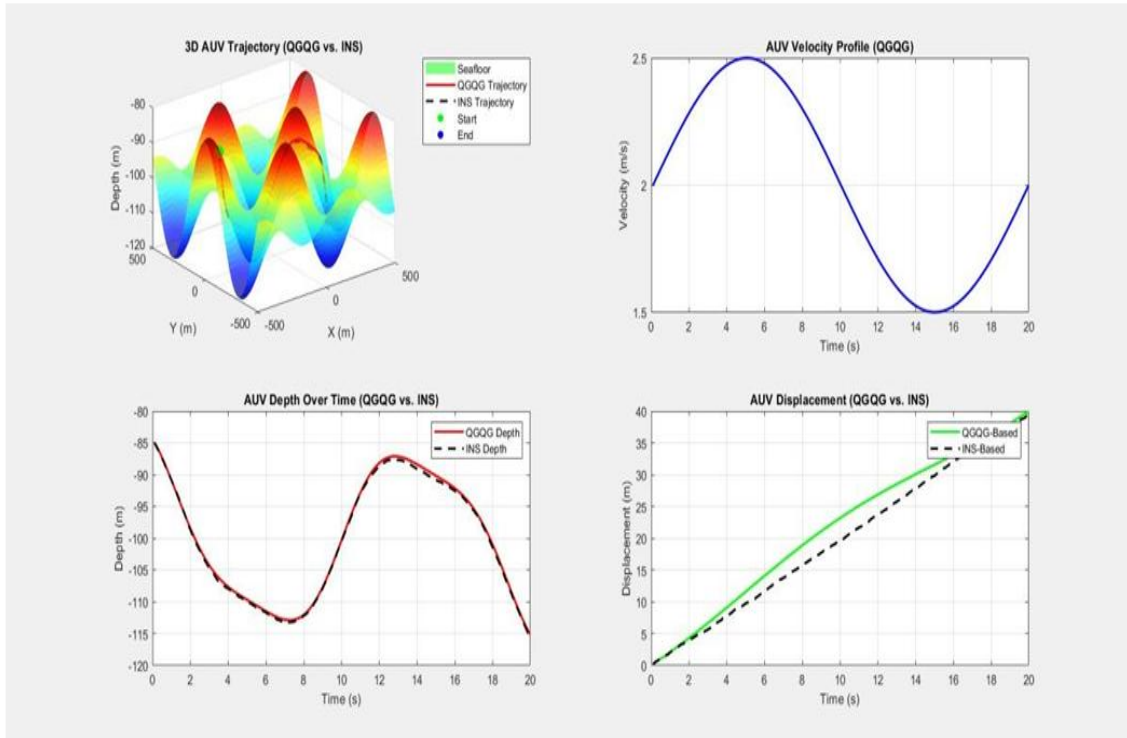 3D AUV Trajectory (QGQG vs. INS)
Seafloor
QGQG Trajectory
INS Trajectory
Start
End
-80
-90
-100
-110
-120
Depth (m)
500
0
-500
Y (m)
-500
0
500
X (m)
AUV Velocity Profile (QGQG)
2.5
2
1.5
Velocity (m/s)
0 2 4 6 8 10 12 14 16 18 20
Time (s)
AUV Depth Over Time (QGQG vs. INS)
QGQG Depth
INS Depth
-80
-85
-90
-95
-100
-105
-110
-115
-120
Depth (m)
0 2 4 6 8 10 12 14 16 18 20
Time (s)
AUV Displacement (QGQG vs. INS)
QGQG-Based
INS-Based
40
35
30
25
20
15
10
5
0
Displacement (m)
0 2 4 6 8 10 12 14 16 18 20
Time (s)